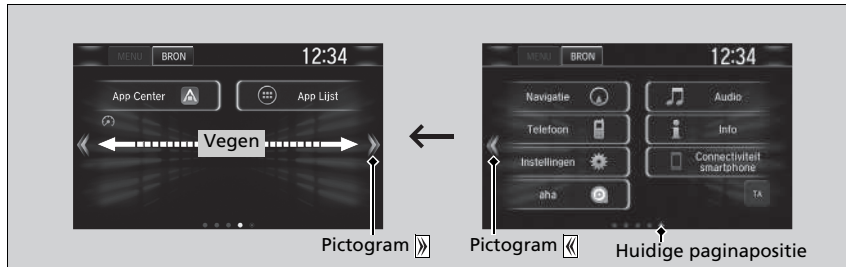 MENU BRON 12:34
App Center App Lijst
Vegen
Pictogram »
MENU BRON 12:34
Navigatie Audio
Telefoon Info
Instellingen Connectiviteit smartphone
aha TA
Pictogram «
Huidige paginapositie